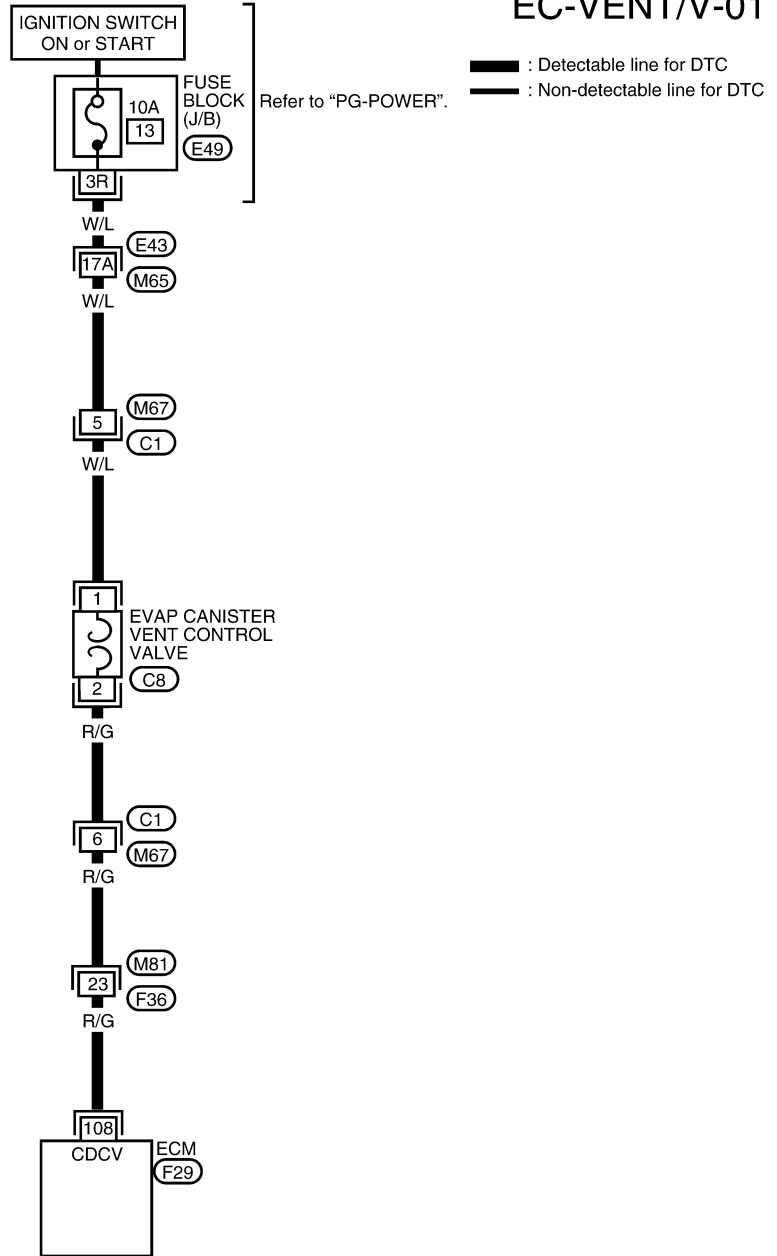 EC-VENT/V-01
IGNITION SWITCH
ON or START
: Detectable line for DTC
: Non-detectable line for DTC
FUSE
BLOCK
(J/B)
10A
13
E49
Refer to “PG-POWER”.
3R
W/L
E43
17A
M65
W/L
M67
5
C1
W/L
1
EVAP CANISTER
VENT CONTROL
VALVE
C8
2
R/G
C1
6
M67
R/G
M81
23
F36
R/G
108
CDCV
ECM
F29